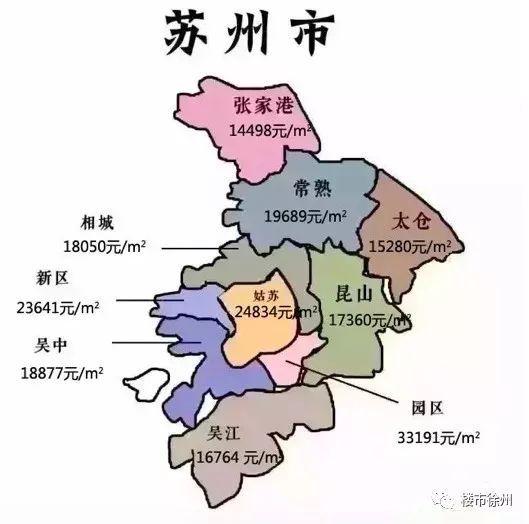 苏州市
张家港
14498元/m²
常熟
19689元/m²
太仓
15280元/m²
相城
18050元/m²
新区
23641元/m²
姑苏
24834元/m²
昆山
17360元/m²
吴中
18877元/m²
园区
33191元/m²
吴江
16764 元/m²
楼市徐州